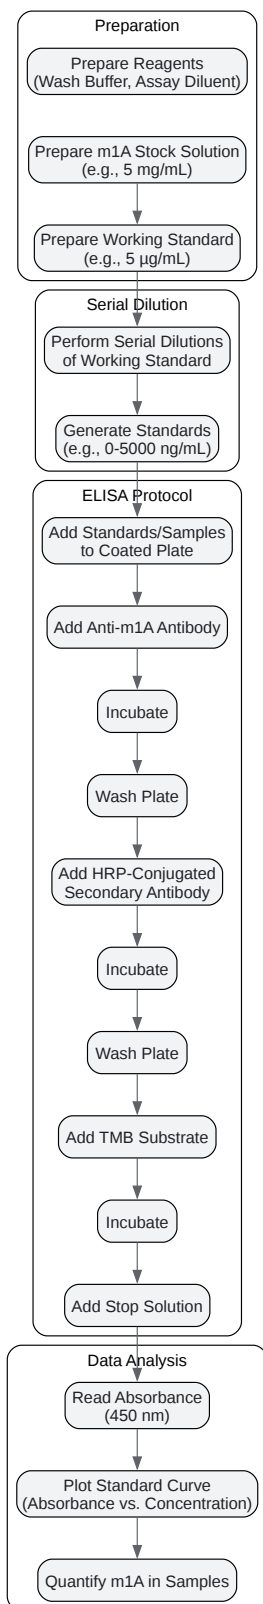 Preparation
Prepare Reagents
(Wash Buffer, Assay Diluent)
Prepare m1A Stock Solution
(e.g., 5 mg/mL)
Prepare Working Standard
(e.g., 5 µg/mL)
Serial Dilution
Perform Serial Dilutions
of Working Standard
Generate Standards
(e.g., 0-5000 ng/mL)
ELISA Protocol
Add Standards/Samples
to Coated Plate
Add Anti-m1A Antibody
Incubate
Wash Plate
Add HRP-Conjugated
Secondary Antibody
Incubate
Wash Plate
Add TMB Substrate
Incubate
Add Stop Solution
Data Analysis
Read Absorbance
(450 nm)
Plot Standard Curve
(Absorbance vs. Concentration)
Quantify m1A in Samples